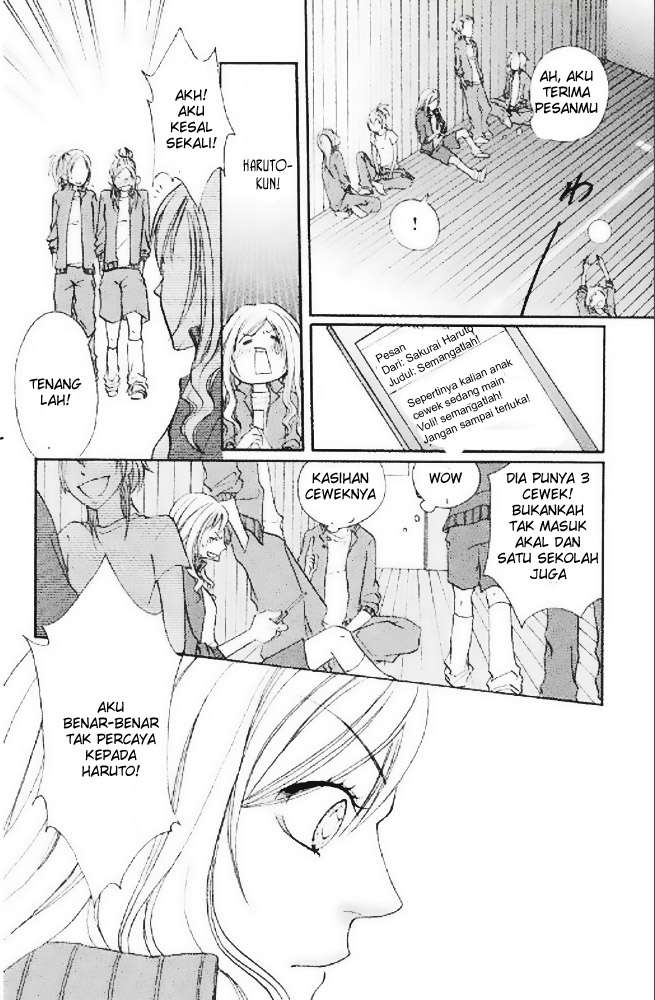 AH, AKU
TERIMA
PESANMU
!
わ
Pesan
Dari: Sakurai Haruto
Judul: Semangatlah!
Sepertinya kalian anak
cewek sedang main
Voli! semangatlah!
Jangan sampai terluka!
HARUTO-
KUN!
AKH!
AKU
KESAL
SEKALI!
TENANG
LAH!
DIA PUNYA 3
CEWEK!
BUKANKAH
TAK MASUK
AKAL DAN
SATU SEKOLAH
JUGA
WOW
KASIHAN
CEWEKNYA
AKU
BENAR-BENAR
TAK PERCAYA
KEPADA
HARUTO!